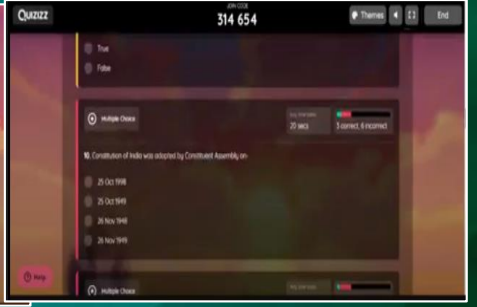 Quizizz
JOIN CODE
314 654
Themes
End
True
False
Multiple Choice
20 secs
3 correct, 6 incorrect
10. Constitution of India was adopted by Constituent Assembly on-
25 Oct 1998
25 Oct 1949
26 Nov 1948
26 Nov 1949
Help
Multiple Choice